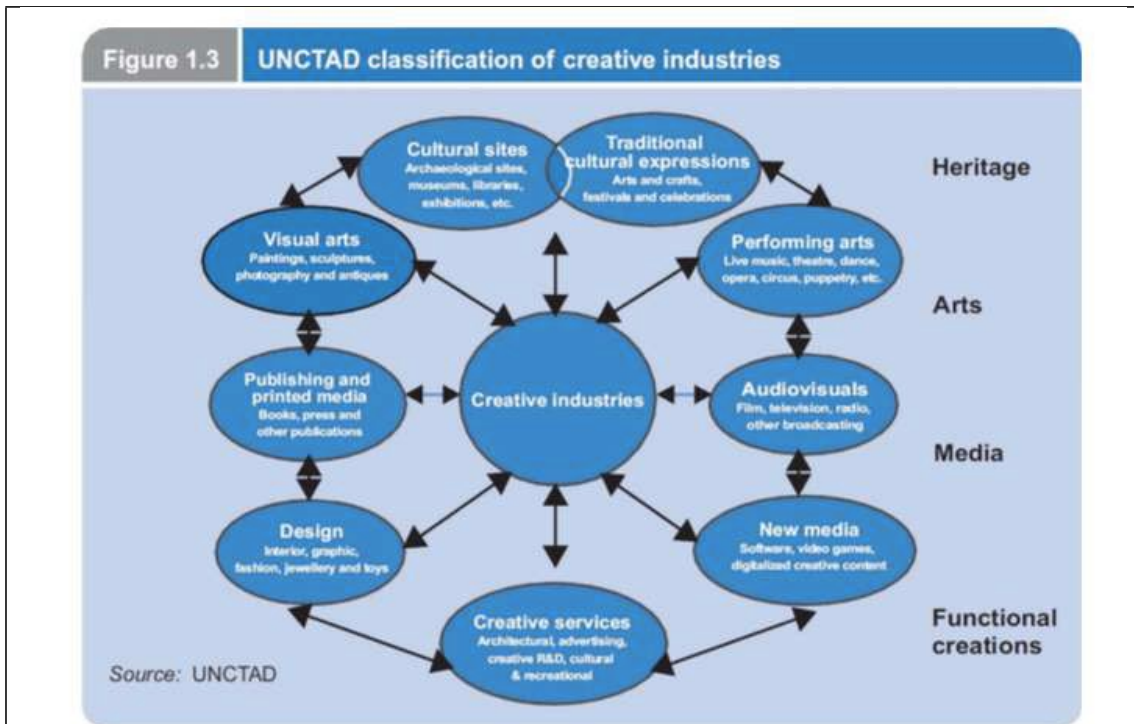 Figure 1.3
UNCTAD classification of creative industries
Cultural sites
Archaeological sites,
museums, libraries,
exhibitions, etc.
Traditional
cultural expressions
Arts and crafts,
festivals and celebrations
Heritage
Visual arts
Paintings, sculptures,
photography and antiques
Performing arts
Live music, theatre, dance,
opera, circus, puppetry, etc.
Arts
Publishing and
printed media
Books, press and
other publications
Creative industries
Audiovisuals
Film, television, radio,
other broadcasting
Media
Design
Interior, graphic,
fashion, jewellery and toys
New media
Software, video games,
digitalized creative content
Creative services
Architectural, advertising,
creative R&D, cultural
& recreational
Functional
creations
Source: UNCTAD